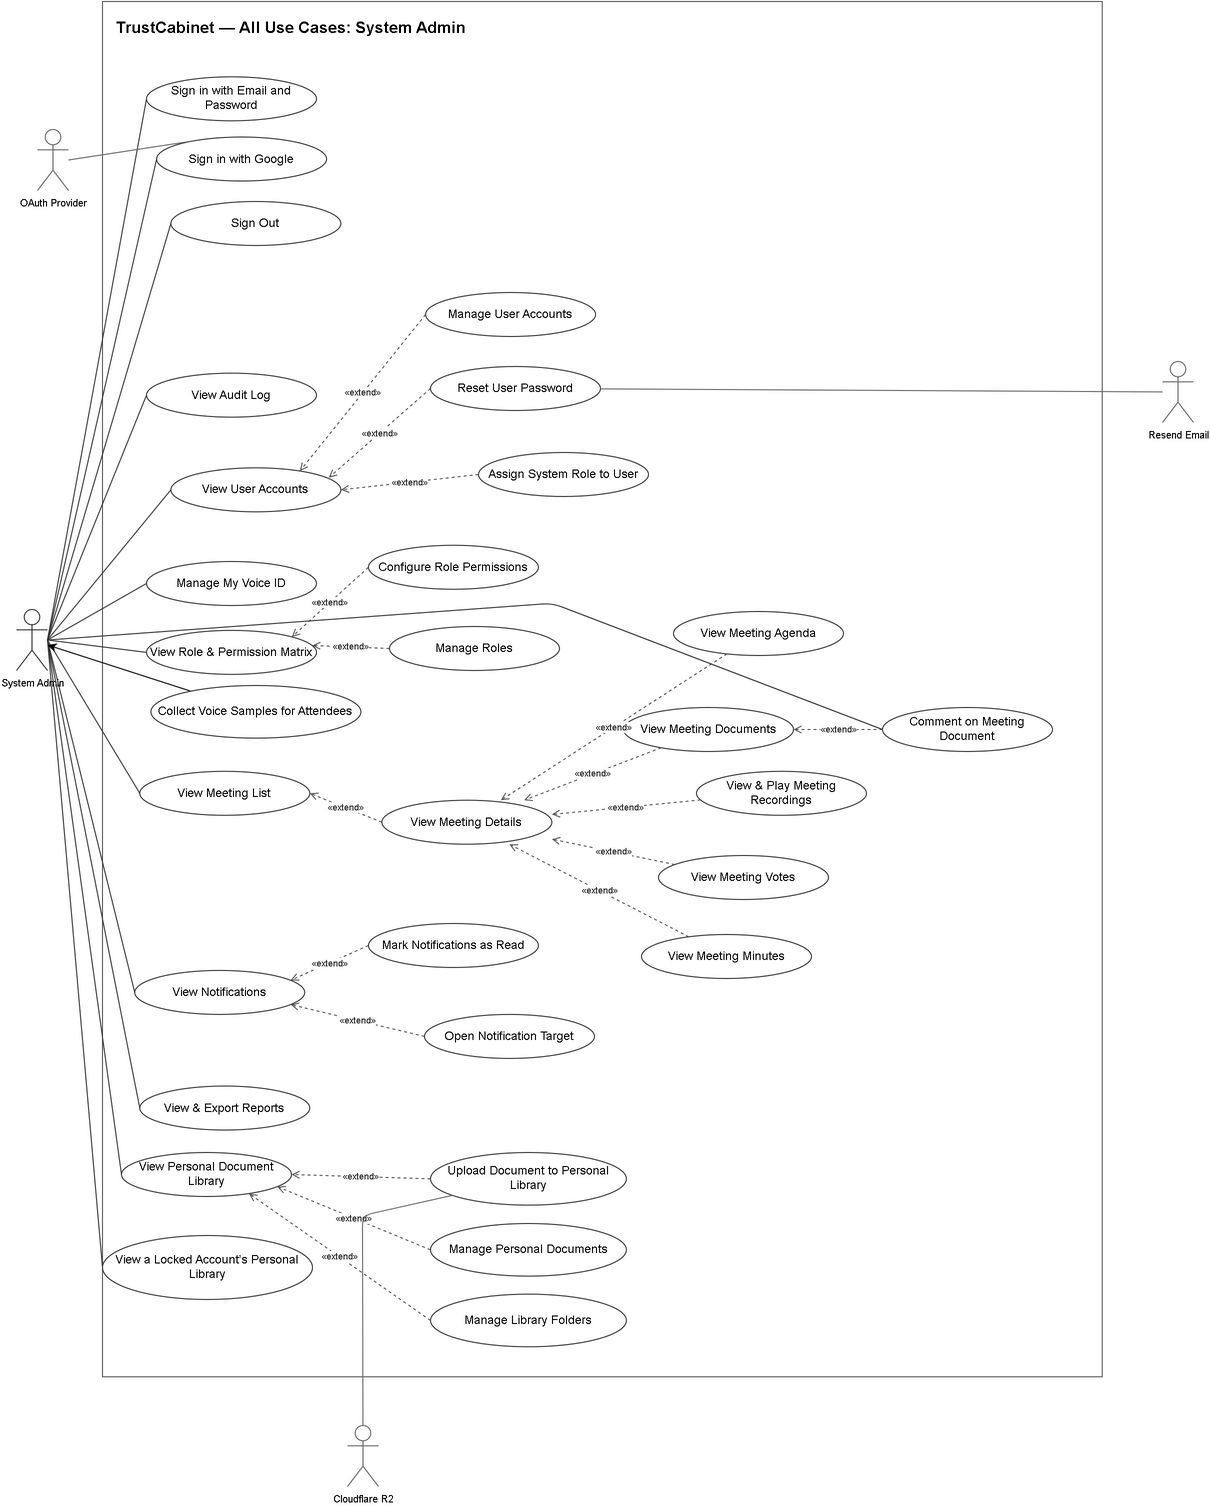 TrustCabinet — All Use Cases: System Admin
Sign in with Email and
Password
Sign in with Google
OAuth Provider
Sign Out
Manage User Accounts
«extend»
Reset User Password
View Audit Log
Resend Email
«extend»
Assign System Role to User
«extend»
View User Accounts
Configure Role Permissions
Manage My Voice ID
«extend»
View Meeting Agenda
Manage Roles
«extend»
View Role & Permission Matrix
System Admin
Collect Voice Samples for Attendees
«extend»
View Meeting Documents
«extend»
Comment on Meeting
Document
«extend»
View & Play Meeting
Recordings
View Meeting List
«extend»
«extend»
View Meeting Details
«extend»
View Meeting Votes
«extend»
Mark Notifications as Read
View Meeting Minutes
«extend»
View Notifications
«extend»
Open Notification Target
View & Export Reports
View Personal Document
Library
«extend»
Upload Document to Personal
Library
«extend»
Manage Personal Documents
«extend»
View a Locked Account's Personal
Library
Manage Library Folders
Cloudflare R2